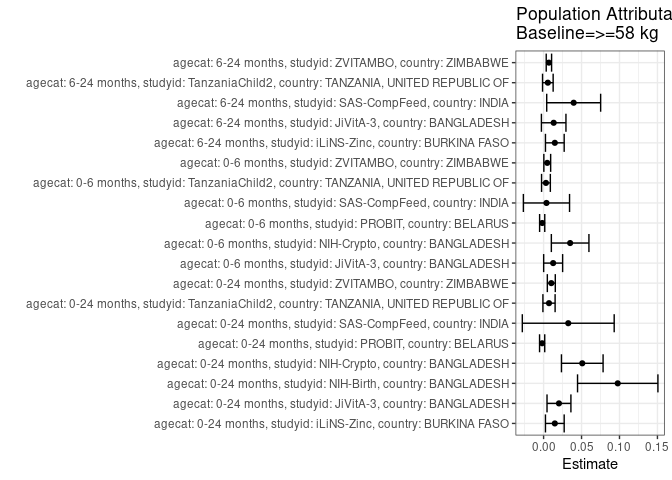 Population Attributa
Baseline=>=58 kg
agecat: 6-24 months, studyid: ZVITAMBO, country: ZIMBABWE
agecat: 6-24 months, studyid: TanzaniaChild2, country: TANZANIA, UNITED REPUBLIC OF
agecat: 6-24 months, studyid: SAS-CompFeed, country: INDIA
agecat: 6-24 months, studyid: JiVitA-3, country: BANGLADESH
agecat: 6-24 months, studyid: iLiNS-Zinc, country: BURKINA FASO
agecat: 0-6 months, studyid: ZVITAMBO, country: ZIMBABWE
agecat: 0-6 months, studyid: TanzaniaChild2, country: TANZANIA, UNITED REPUBLIC OF
agecat: 0-6 months, studyid: SAS-CompFeed, country: INDIA
agecat: 0-6 months, studyid: PROBIT, country: BELARUS
agecat: 0-6 months, studyid: NIH-Crypto, country: BANGLADESH
agecat: 0-6 months, studyid: JiVitA-3, country: BANGLADESH
agecat: 0-24 months, studyid: ZVITAMBO, country: ZIMBABWE
agecat: 0-24 months, studyid: TanzaniaChild2, country: TANZANIA, UNITED REPUBLIC OF
agecat: 0-24 months, studyid: SAS-CompFeed, country: INDIA
agecat: 0-24 months, studyid: PROBIT, country: BELARUS
agecat: 0-24 months, studyid: NIH-Crypto, country: BANGLADESH
agecat: 0-24 months, studyid: NIH-Birth, country: BANGLADESH
agecat: 0-24 months, studyid: JiVitA-3, country: BANGLADESH
agecat: 0-24 months, studyid: iLiNS-Zinc, country: BURKINA FASO
0.00 0.05 0.10 0.15
Estimate